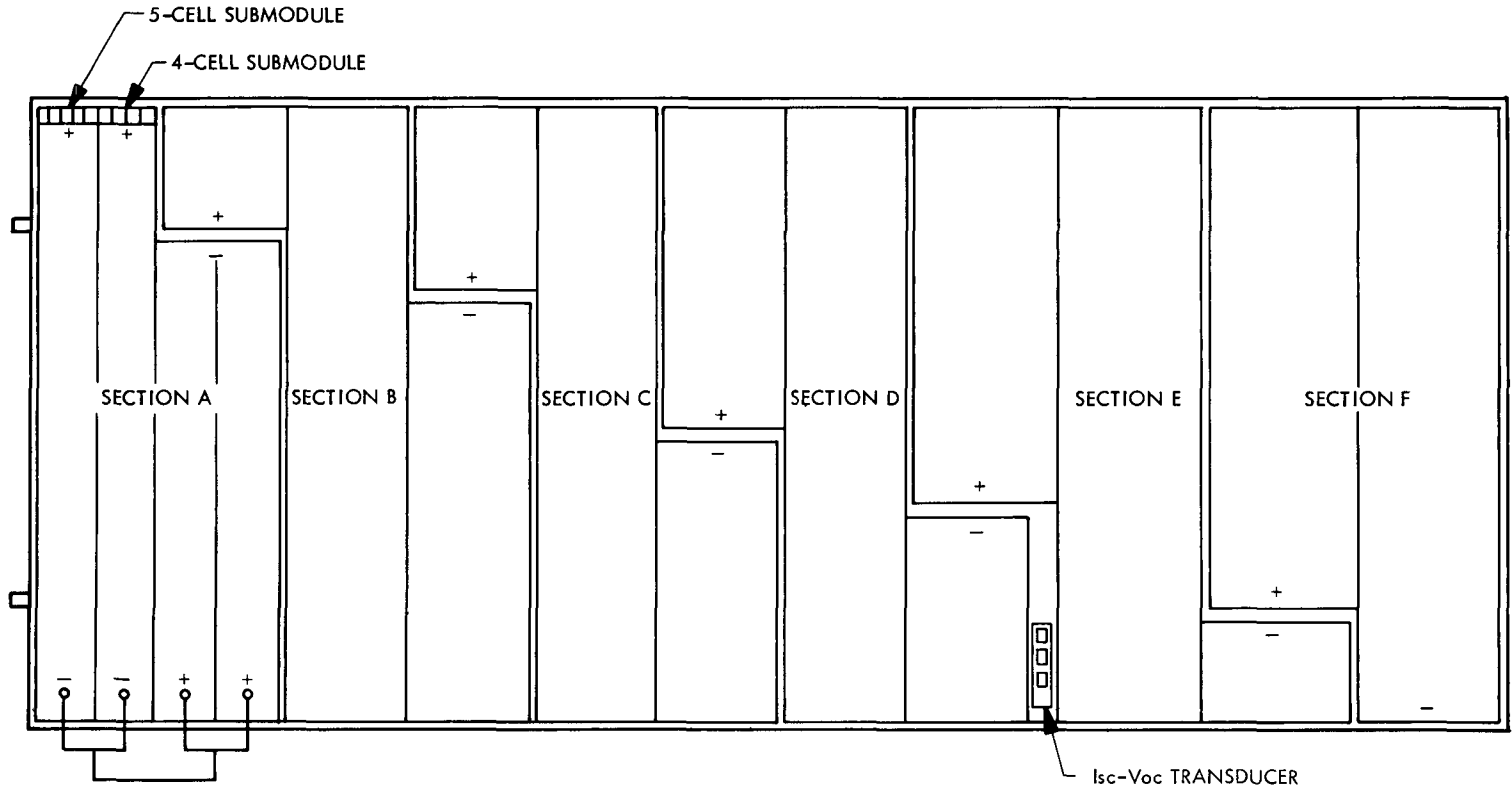 5-CELL SUBMODULE
4-CELL SUBMODULE
+ +
+
−
+
−
SECTION A SECTION B SECTION C SECTION D SECTION E SECTION F
+
−
+
−
+
−
− − + +
−
Isc-Voc TRANSDUCER